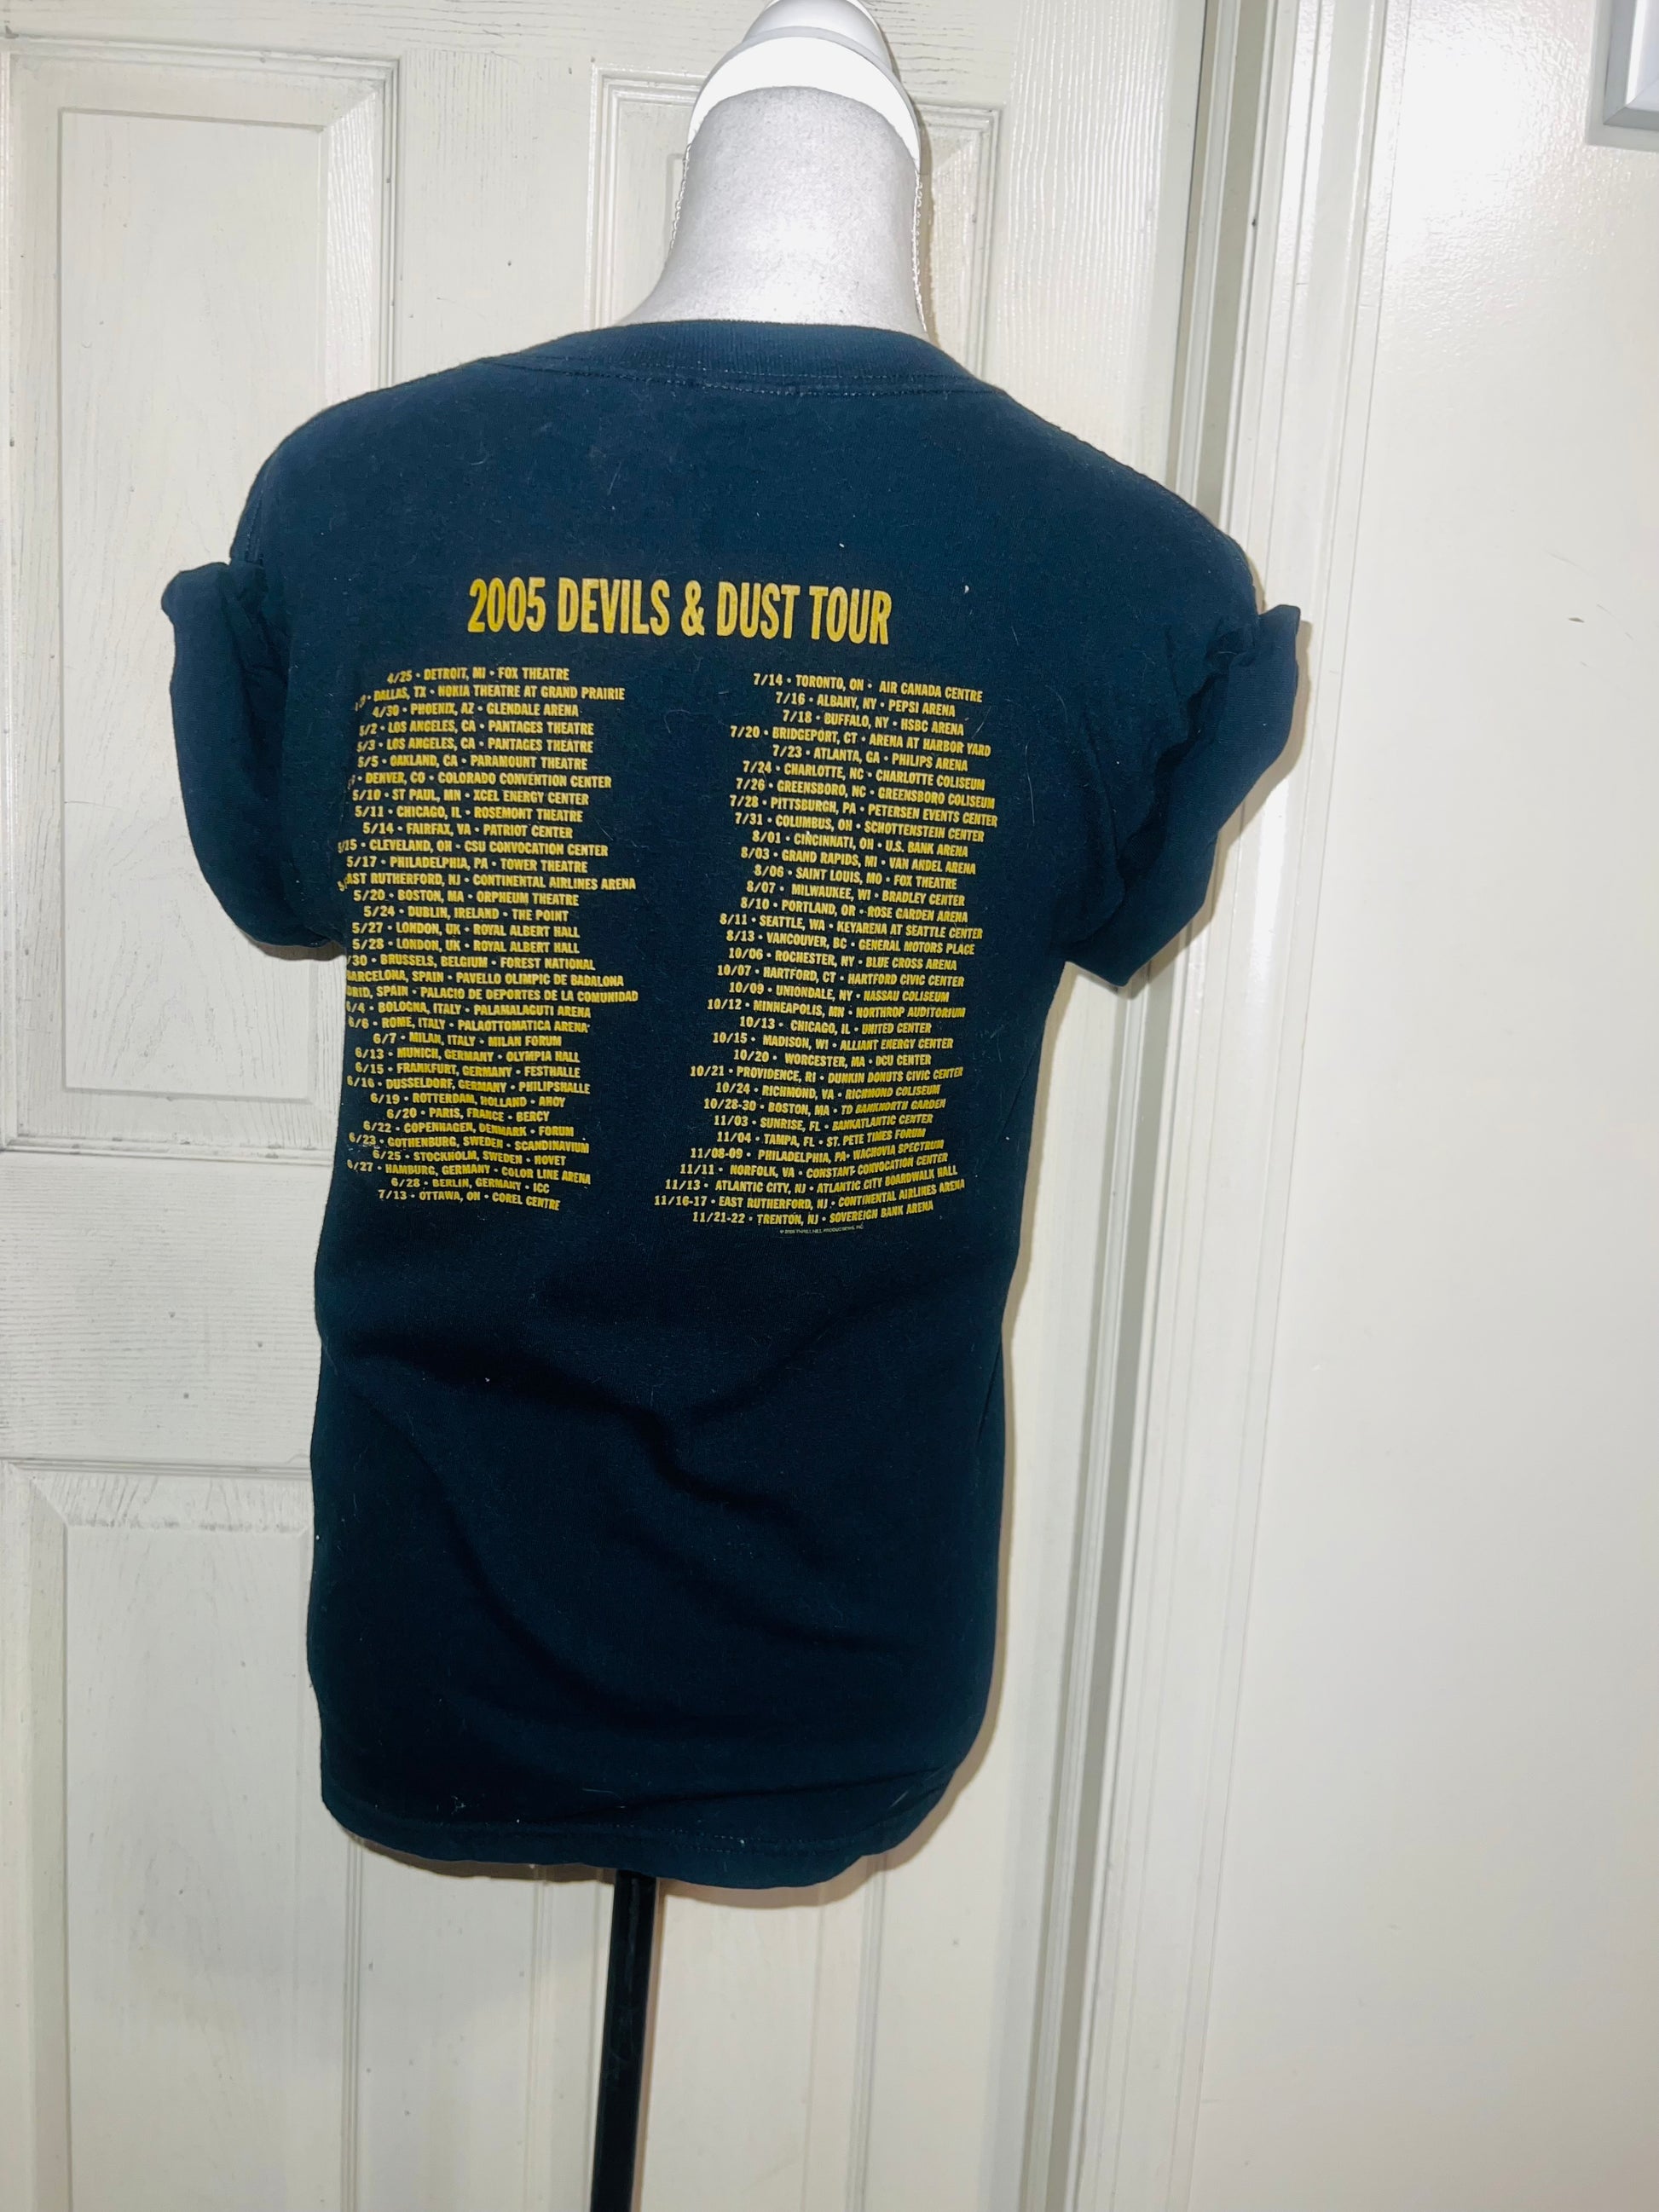 2005 DEVILS & DUST TOUR
4/25 • DETROIT, MI • FOX THEATRE
• DALLAS, TX • NOKIA THEATRE AT GRAND PRAIRIE
4/30 • PHOENIX, AZ • GLENDALE ARENA
5/2 • LOS ANGELES, CA • PANTAGES THEATRE
5/3 • LOS ANGELES, CA • PANTAGES THEATRE
5/5 • OAKLAND, CA • PARAMOUNT THEATRE
• DENVER, CO • COLORADO CONVENTION CENTER
5/10 • ST PAUL, MN • XCEL ENERGY CENTER
5/11 • CHICAGO, IL • ROSEMONT THEATRE
5/14 • FAIRFAX, VA • PATRIOT CENTER
5/15 • CLEVELAND, OH • CSU CONVOCATION CENTER
5/17 • PHILADELPHIA, PA • TOWER THEATRE
EAST RUTHERFORD, NJ • CONTINENTAL AIRLINES ARENA
5/20 • BOSTON, MA • ORPHEUM THEATRE
5/24 • DUBLIN, IRELAND • THE POINT
5/27 • LONDON, UK • ROYAL ALBERT HALL
5/28 • LONDON, UK • ROYAL ALBERT HALL
/30 • BRUSSELS, BELGIUM • FOREST NATIONAL
BARCELONA, SPAIN • PAVELLO OLIMPIC DE BADALONA
DRID, SPAIN • PALACIO DE DEPORTES DE LA COMUNIDAD
6/4 • BOLOGNA, ITALY • PALAMALAGUTI ARENA
6/6 • ROME, ITALY • PALAOTTOMATICA ARENA
6/7 • MILAN, ITALY • MILAN FORUM
6/13 • MUNICH, GERMANY • OLYMPIA HALL
6/15 • FRANKFURT, GERMANY • FESTHALLE
6/16 • DUSSELDORF, GERMANY • PHILIPSHALLE
6/19 • ROTTERDAM, HOLLAND • AHOY
6/20 • PARIS, FRANCE • BERCY
6/22 • COPENHAGEN, DENMARK • FORUM
6/23 • GOTHENBURG, SWEDEN • SCANDINAVIUM
6/25 • STOCKHOLM, SWEDEN • HOVET
6/27 • HAMBURG, GERMANY • COLOR LINE ARENA
6/28 • BERLIN, GERMANY • ICC
7/13 • OTTAWA, ON • COREL CENTRE
7/14 • TORONTO, ON • AIR CANADA CENTRE
7/16 • ALBANY, NY • PEPSI ARENA
7/18 • BUFFALO, NY • HSBC ARENA
7/20 • BRIDGEPORT, CT • ARENA AT HARBOR YARD
7/23 • ATLANTA, GA • PHILIPS ARENA
7/24 • CHARLOTTE, NC • CHARLOTTE COLISEUM
7/26 • GREENSBORO, NC • GREENSBORO COLISEUM
7/28 • PITTSBURGH, PA • PETERSEN EVENTS CENTER
7/31 • COLUMBUS, OH • SCHOTTENSTEIN CENTER
8/01 • CINCINNATI, OH • U.S. BANK ARENA
8/03 • GRAND RAPIDS, MI • VAN ANDEL ARENA
8/06 • SAINT LOUIS, MO • FOX THEATRE
8/07 • MILWAUKEE, WI • BRADLEY CENTER
8/10 • PORTLAND, OR • ROSE GARDEN ARENA
8/11 • SEATTLE, WA • KEYARENA AT SEATTLE CENTER
8/13 • VANCOUVER, BC • GENERAL MOTORS PLACE
10/06 • ROCHESTER, NY • BLUE CROSS ARENA
10/07 • HARTFORD, CT • HARTFORD CIVIC CENTER
10/09 • UNIONDALE, NY • NASSAU COLISEUM
10/12 • MINNEAPOLIS, MN • NORTHROP AUDITORIUM
10/13 • CHICAGO, IL • UNITED CENTER
10/15 • MADISON, WI • ALLIANT ENERGY CENTER
10/20 • WORCESTER, MA • DCU CENTER
10/21 • PROVIDENCE, RI • DUNKIN DONUTS CIVIC CENTER
10/24 • RICHMOND, VA • RICHMOND COLISEUM
10/28-30 • BOSTON, MA • TD BANKNORTH GARDEN
11/03 • SUNRISE, FL • BANKATLANTIC CENTER
11/04 • TAMPA, FL • ST. PETE TIMES FORUM
11/08-09 • PHILADELPHIA, PA • WACHOVIA SPECTRUM
11/11 • NORFOLK, VA • CONSTANT CONVOCATION CENTER
11/13 • ATLANTIC CITY, NJ • ATLANTIC CITY BOARDWALK HALL
11/16-17 • EAST RUTHERFORD, NJ • CONTINENTAL AIRLINES ARENA
11/21-22 • TRENTON, NJ • SOVEREIGN BANK ARENA